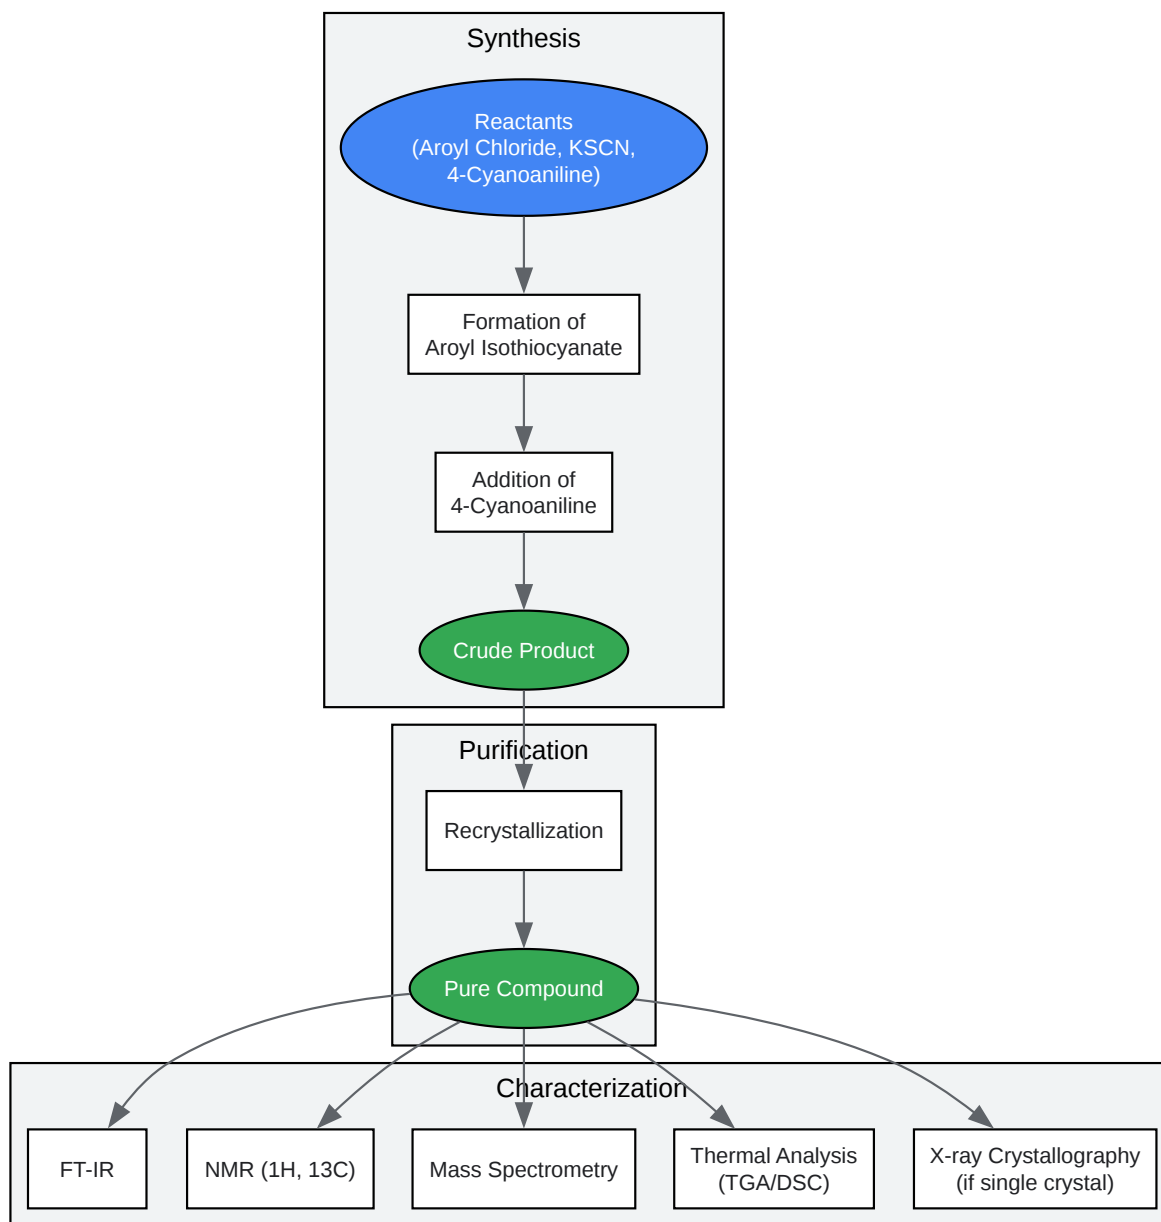 Synthesis
Reactants
(Aroyl Chloride, KSCN,
4-Cyanoaniline)
Formation of
Aroyl Isothiocyanate
Addition of
4-Cyanoaniline
Crude Product
Purification
Recrystallization
Pure Compound
Characterization
FT-IR
NMR (1H, 13C)
Mass Spectrometry
Thermal Analysis
(TGA/DSC)
X-ray Crystallography
(if single crystal)